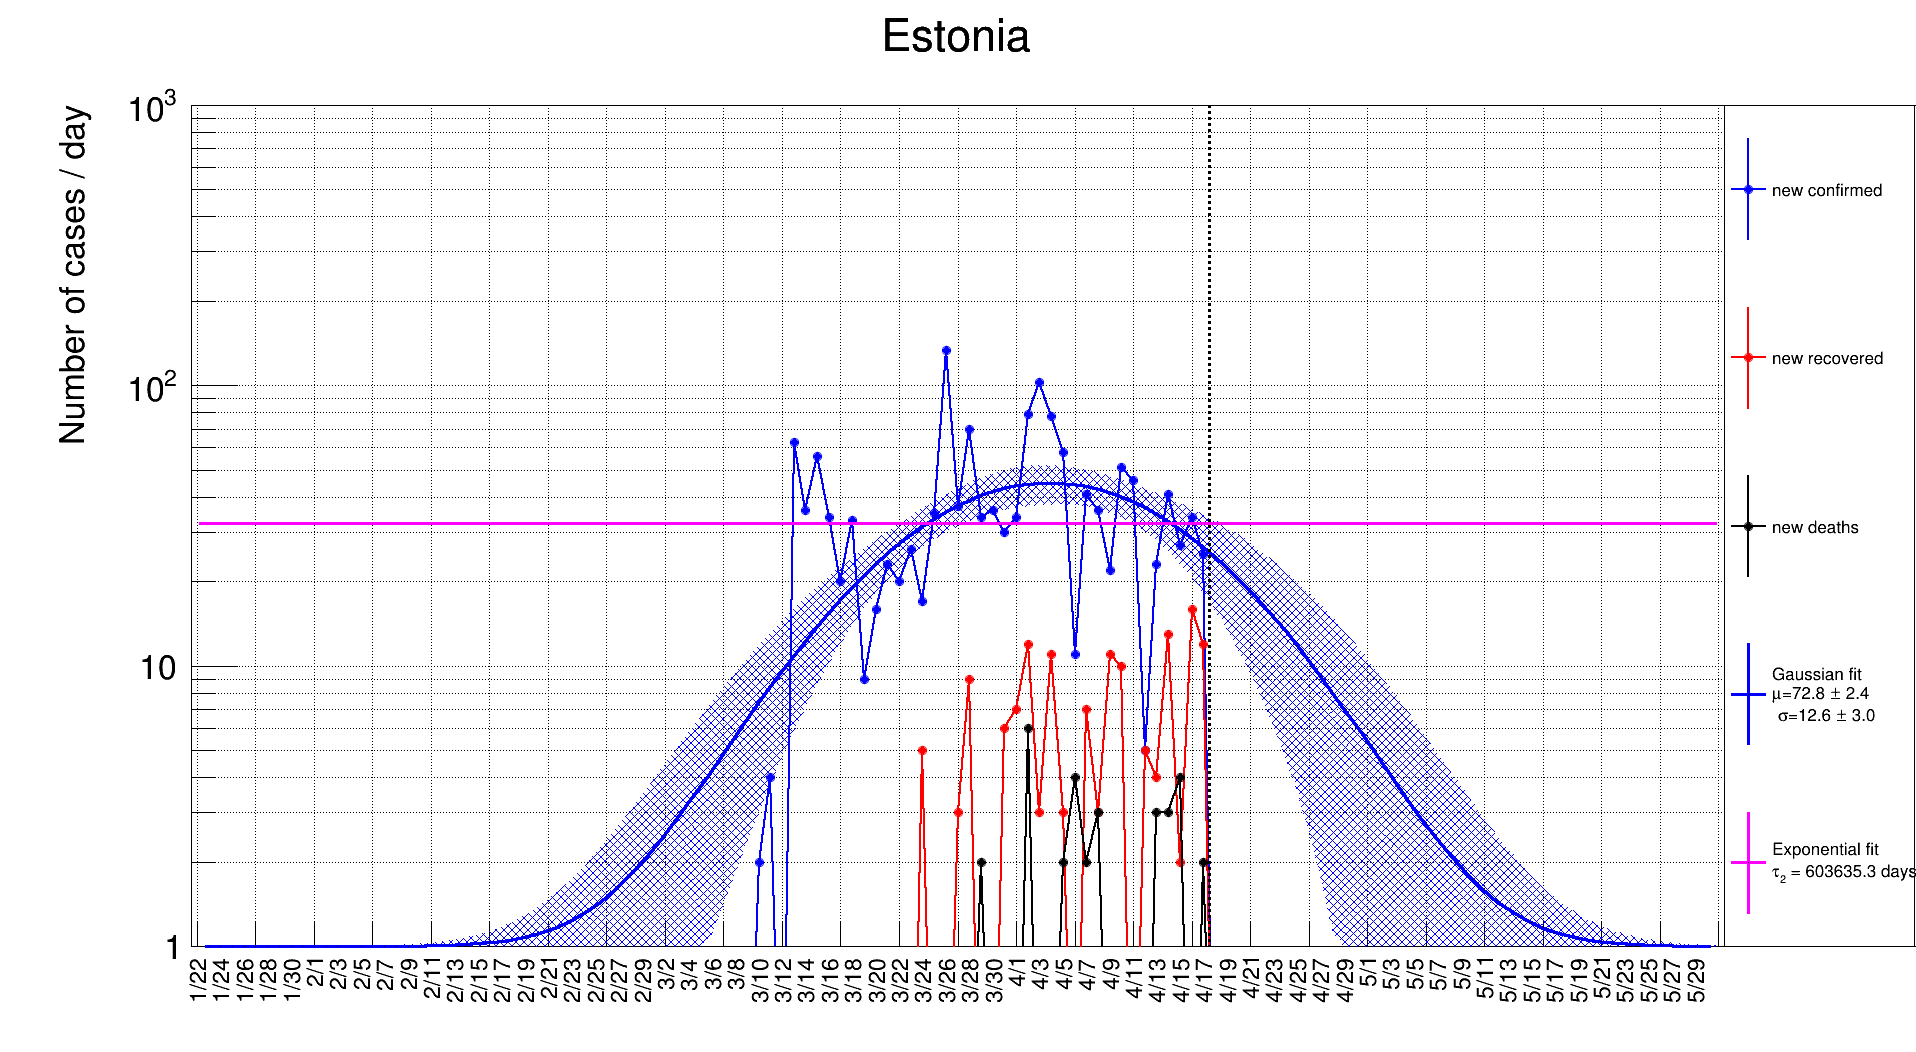 Estonia
Number of cases / day
10³
10²
10
1
1/22 1/24 1/26 1/28 1/30 2/1 2/3 2/5 2/7 2/9 2/11 2/13 2/15 2/17 2/19 2/21 2/23 2/25 2/27 2/29 3/2 3/4 3/6 3/8 3/10 3/12 3/14 3/16 3/18 3/20 3/22 3/24 3/26 3/28 3/30 4/1 4/3 4/5 4/7 4/9 4/11 4/13 4/15 4/17 4/19 4/21 4/23 4/25 4/27 4/29 5/1 5/3 5/5 5/7 5/9 5/11 5/13 5/15 5/17 5/19 5/21 5/23 5/25 5/27 5/29
new confirmed
new recovered
new deaths
Gaussian fit
μ=72.8 ± 2.4
σ=12.6 ± 3.0
Exponential fit
τ₂ = 603635.3 days